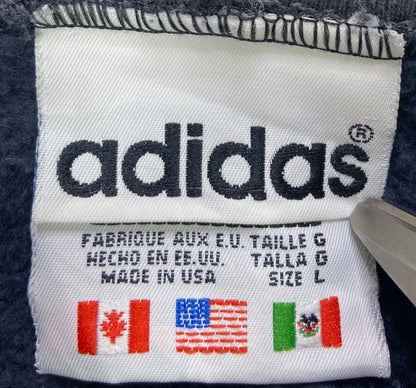 adidas®
FABRIQUE AUX E.U. TAILLE G
HECHO EN EE.UU. TALLA G
MADE IN USA SIZE L